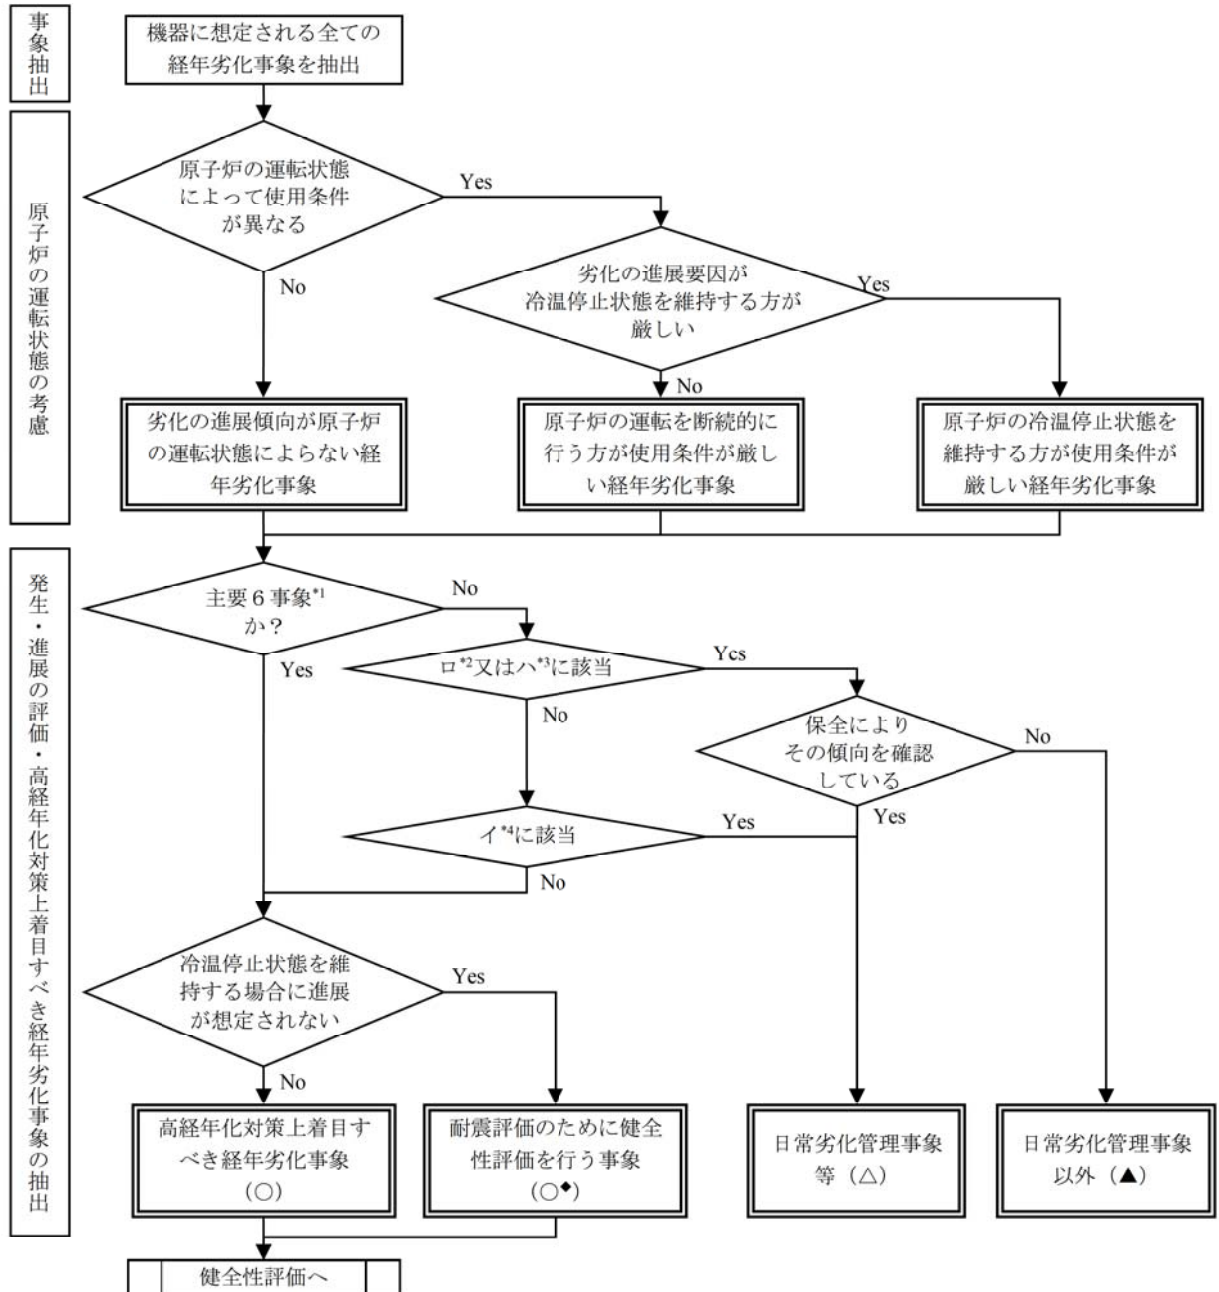 事象抽出
機器に想定される全ての
経年劣化事象を抽出
原子炉の運転状態の考慮
原子炉の運転状態
によって使用条件
が異なる
Yes
No
劣化の進展要因が
冷温停止状態を維持する方が
厳しい
Yes
No
劣化の進展傾向が原子炉
の運転状態によらない経
年劣化事象
原子炉の運転を断続的に
行う方が使用条件が厳し
い経年劣化事象
原子炉の冷温停止状態を
維持する方が使用条件が
厳しい経年劣化事象
発生・進展の評価・高経年化対策上着目すべき経年劣化事象の抽出
主要6事象*1
か？
No
Yes
ロ*2又はハ*3に該当
Yes
No
保全により
その傾向を確認
している
No
Yes
イ*4に該当
Yes
No
冷温停止状態を維
持する場合に進展
が想定されない
Yes
No
高経年化対策上着目す
べき経年劣化事象
（○）
耐震評価のために健全
性評価を行う事象
（○◆）
日常劣化管理事象
等（△）
日常劣化管理事象
以外（▲）
健全性評価へ